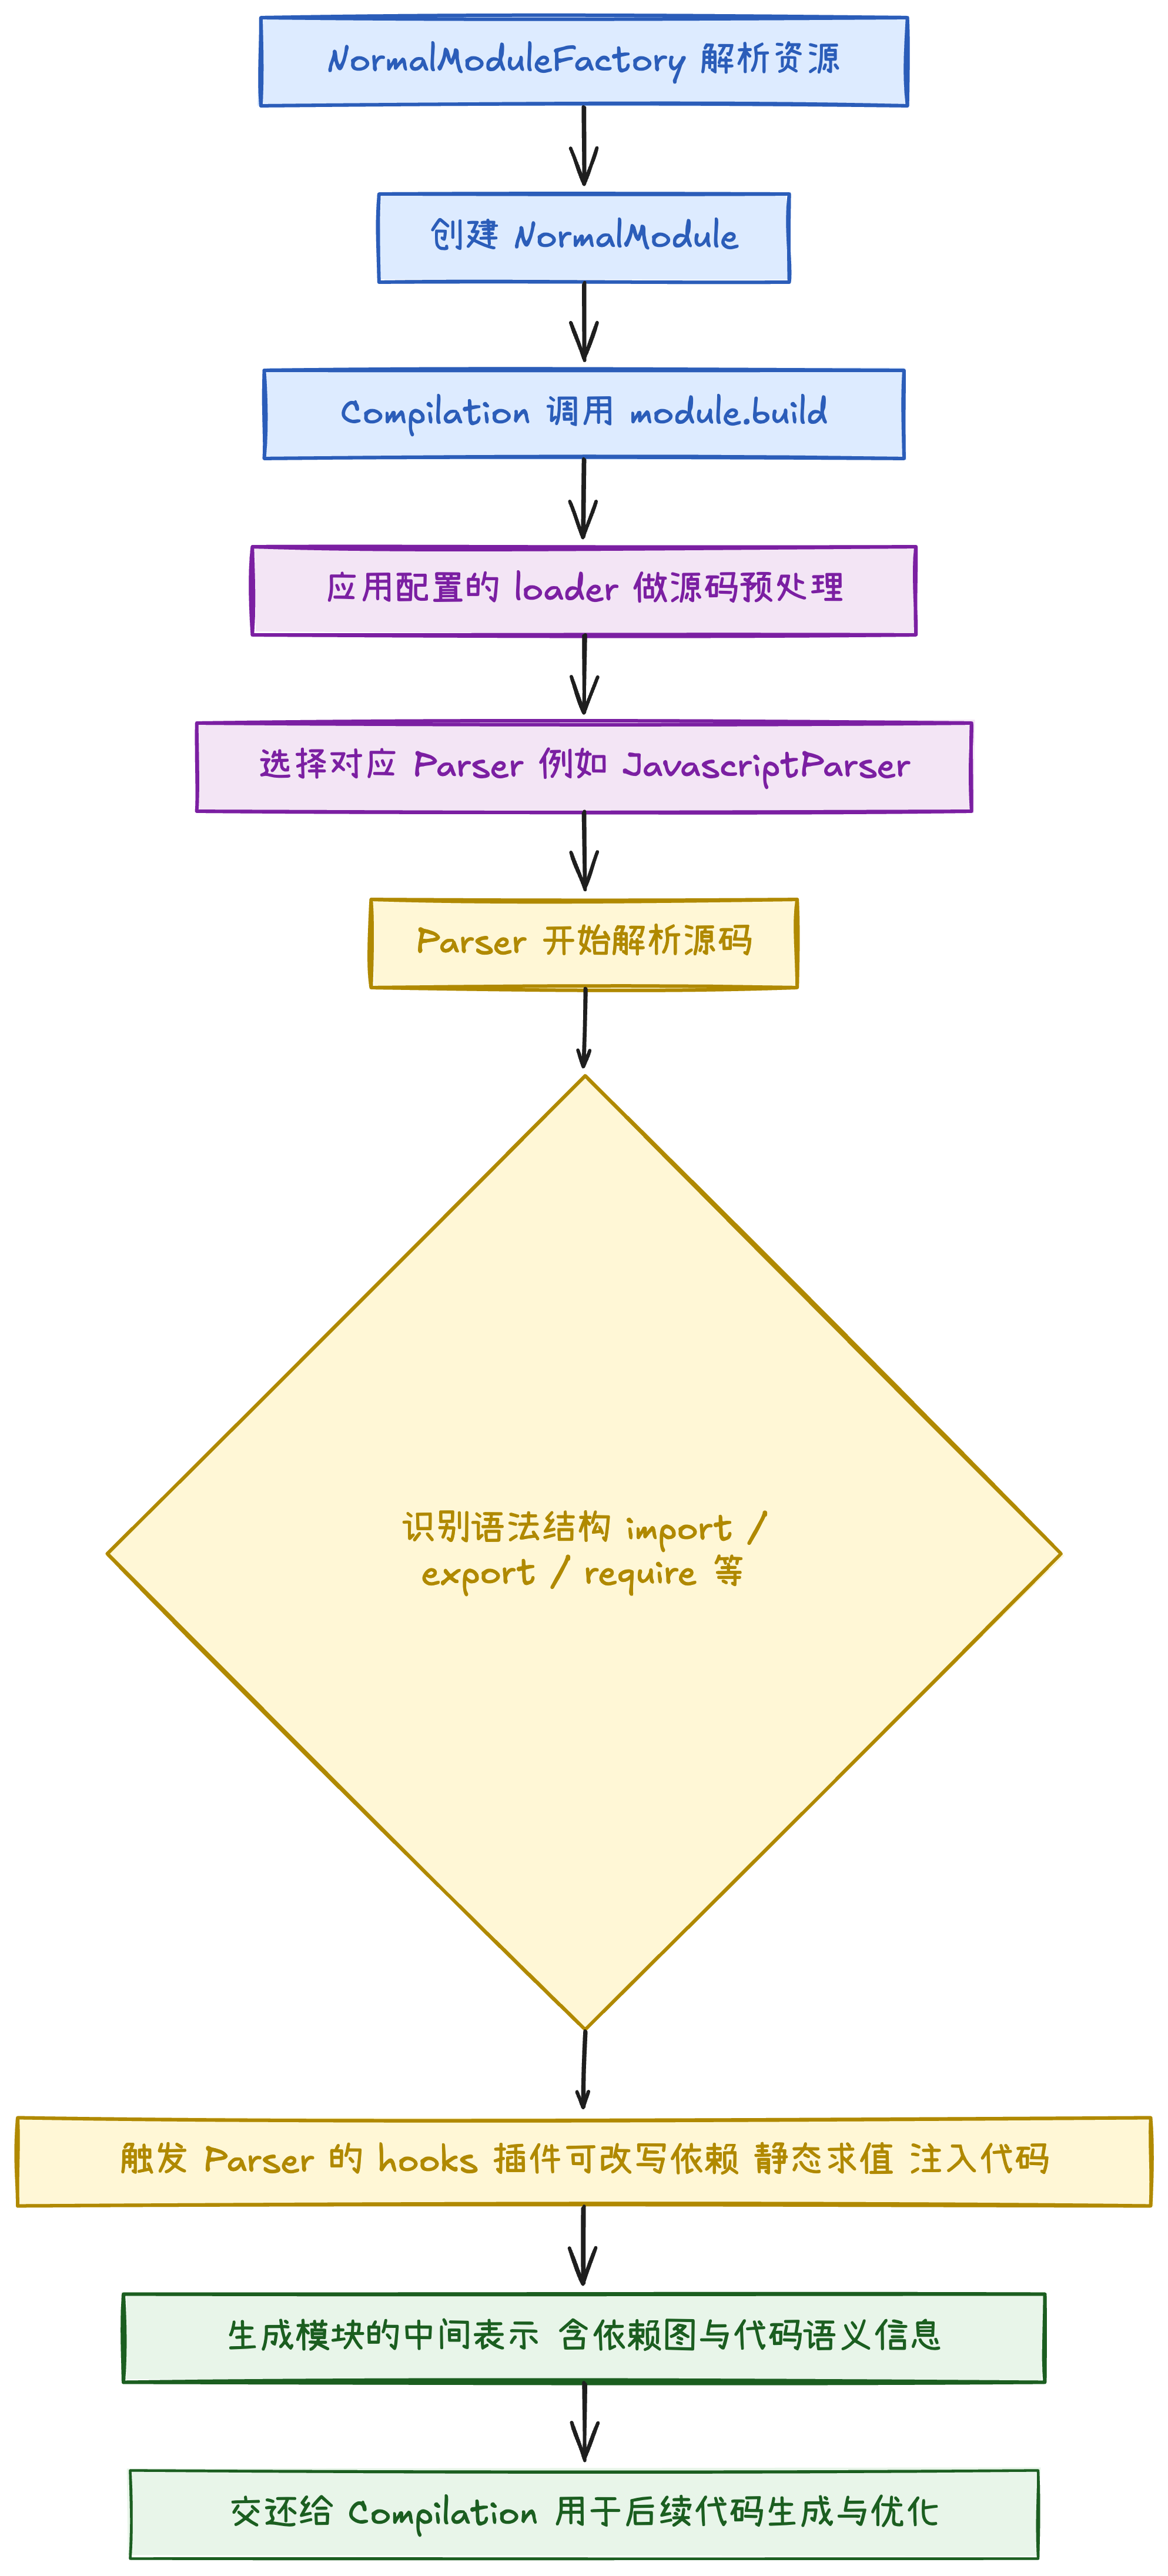 NormalModuleFactory 解析资源
创建 NormalModule
Compilation 调用 module.build
应用配置的 loader 做源码预处理
选择对应 Parser 例如 JavascriptParser
Parser 开始解析源码
识别语法结构 import /
export / require 等
触发 Parser 的 hooks 插件可改写依赖 静态求值 注入代码
生成模块的中间表示 含依赖图与代码语义信息
交还给 Compilation 用于后续代码生成与优化